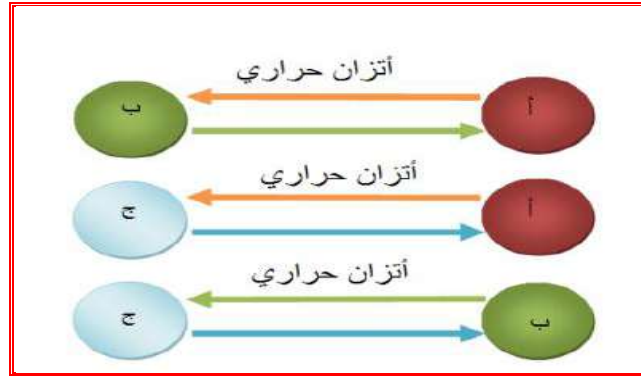 أتزان حراري
أ ب
أتزان حراري
أ ج
أتزان حراري
ب ج